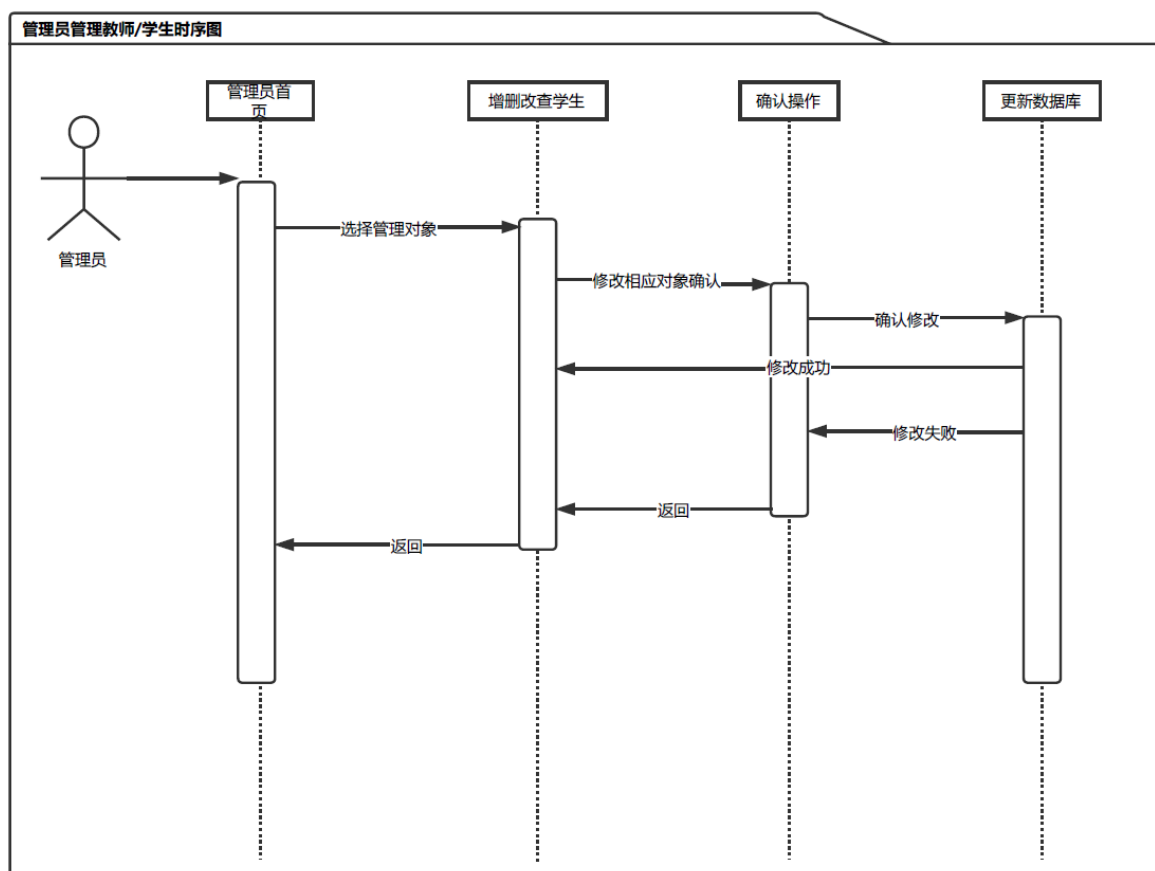 管理员管理教师/学生时序图
管理员首
页
增删改查学生
确认操作
更新数据库
管理员
选择管理对象
修改相应对象确认
确认修改
修改成功
修改失败
返回
返回